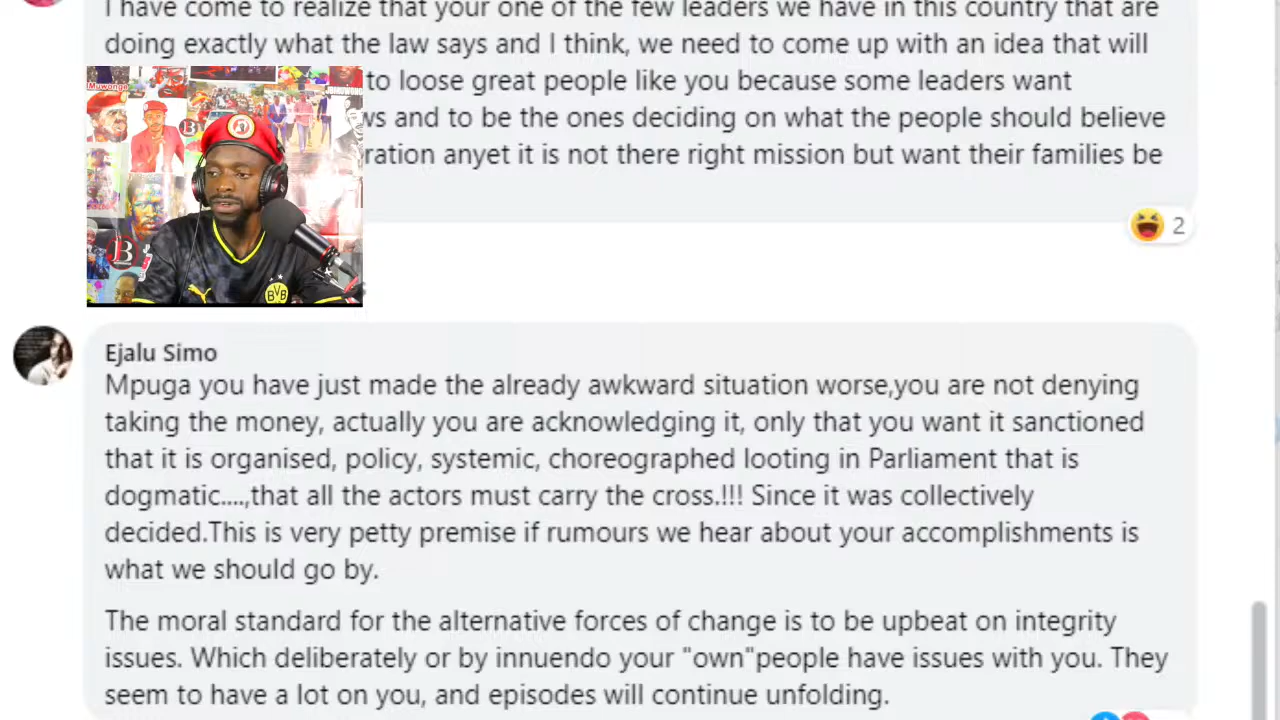 I have come to realize that your one of the few leaders we have in this country that are
doing exactly what the law says and I think, we need to come up with an idea that will
to loose great people like you because some leaders want
ws and to be the ones deciding on what the people should believe
ration anyet it is not there right mission but want their families be
Muwonge
BVB
2
Ejalu Simo
Mpuga you have just made the already awkward situation worse,you are not denying
taking the money, actually you are acknowledging it, only that you want it sanctioned
that it is organised, policy, systemic, choreographed looting in Parliament that is
dogmatic....,that all the actors must carry the cross.!!! Since it was collectively
decided.This is very petty premise if rumours we hear about your accomplishments is
what we should go by.
The moral standard for the alternative forces of change is to be upbeat on integrity
issues. Which deliberately or by innuendo your "own"people have issues with you. They
seem to have a lot on you, and episodes will continue unfolding.